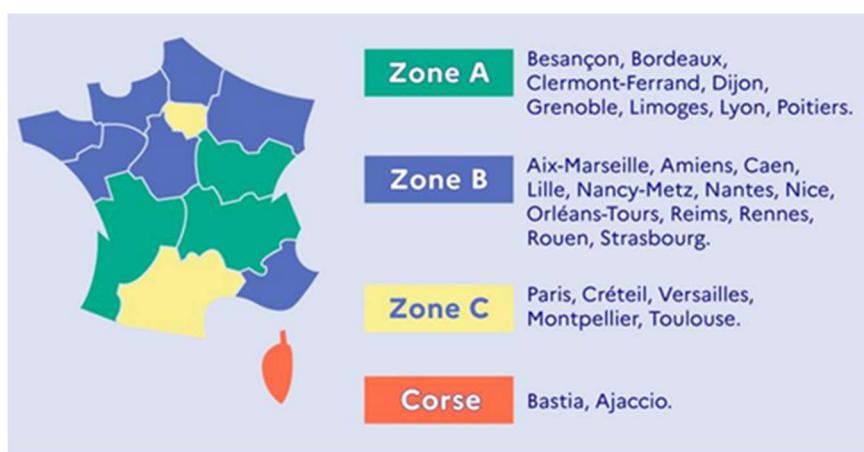 Zone A
Besançon, Bordeaux,
Clermont-Ferrand, Dijon,
Grenoble, Limoges, Lyon, Poitiers.
Zone B
Aix-Marseille, Amiens, Caen,
Lille, Nancy-Metz, Nantes, Nice,
Orléans-Tours, Reims, Rennes,
Rouen, Strasbourg.
Zone C
Paris, Créteil, Versailles,
Montpellier, Toulouse.
Corse
Bastia, Ajaccio.